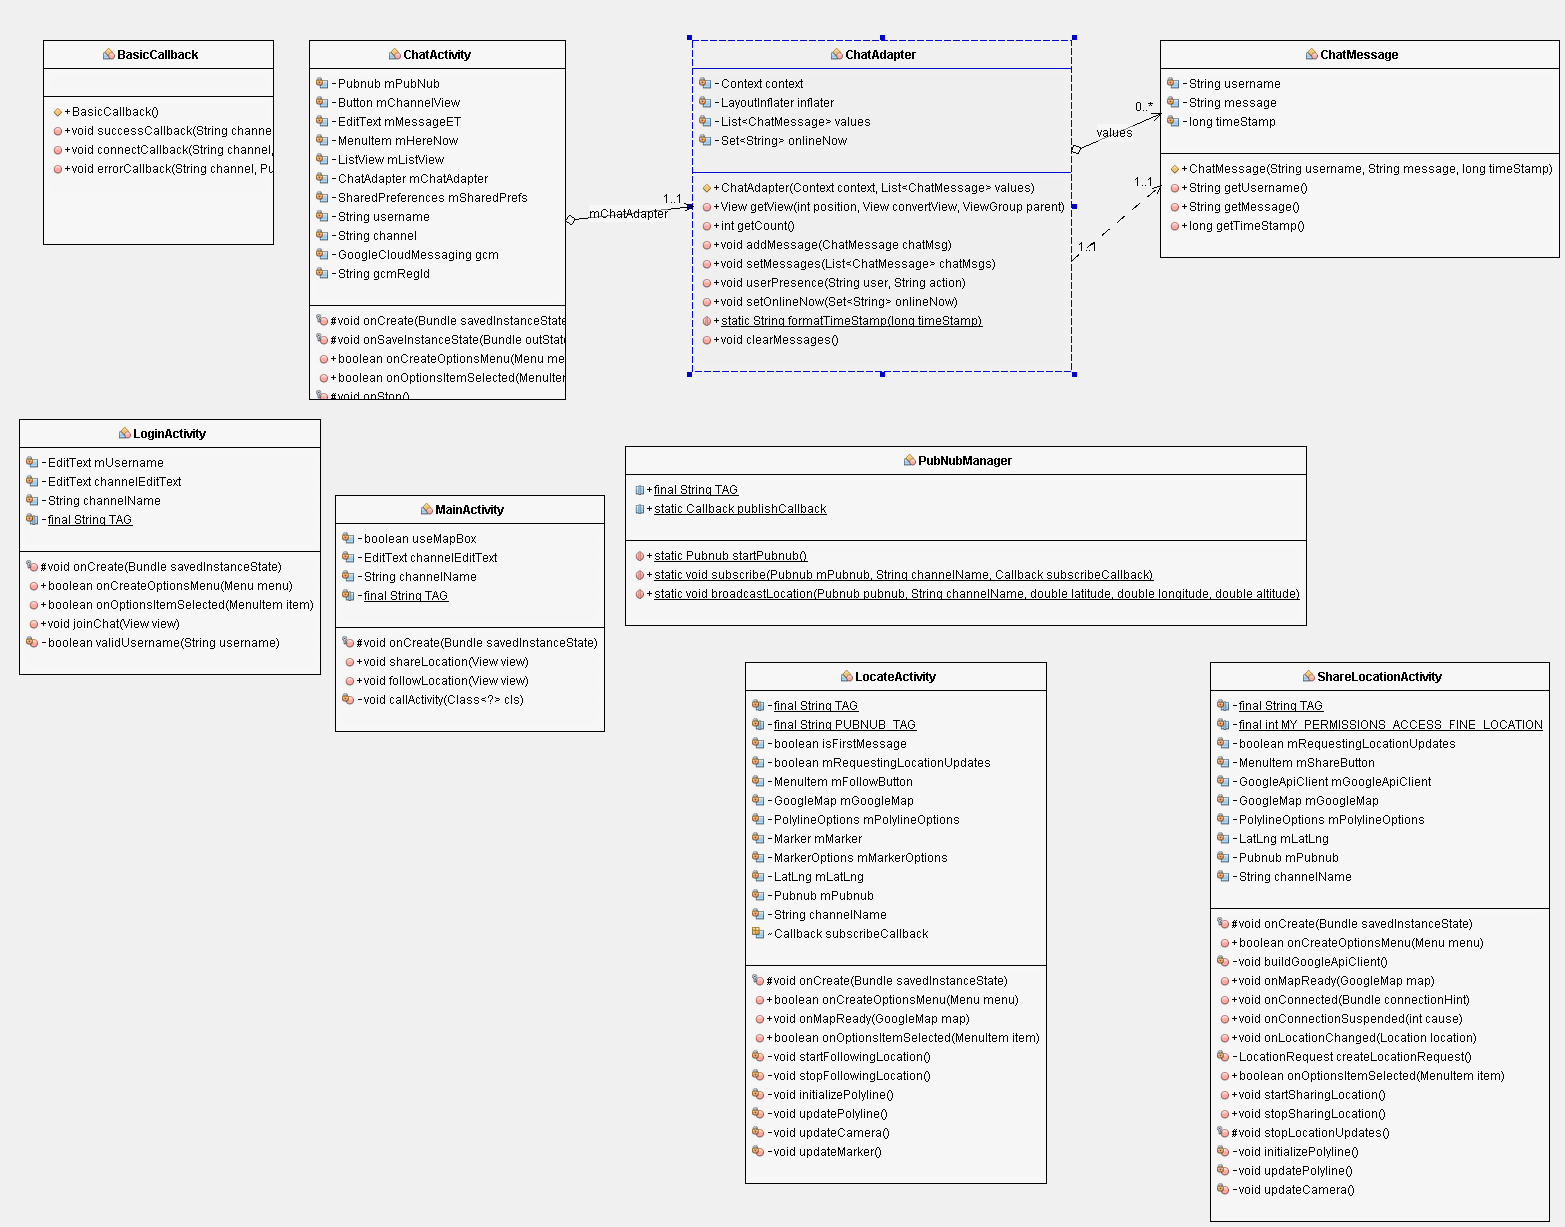 BasicCallback
+BasicCallback()
+void successCallback(String channe
+void connectCallback(String channel,
+void errorCallback(String channel, Pu
ChatActivity
-Pubnub mPubNub
-Button mChannelView
-EditText mMessageET
-MenuItem mHereNow
-ListView mListView
-ChatAdapter mChatAdapter
-SharedPreferences mSharedPrefs
-String username
-String channel
-GoogleCloudMessaging gcm
-String gcmRegId
#void onCreate(Bundle savedInstanceState
#void onSaveInstanceState(Bundle outState
+boolean onCreateOptionsMenu(Menu me
+boolean onOptionsItemSelected(MenuItem
#void onStop()
mChatAdapter
1..1
ChatAdapter
-Context context
-LayoutInflater inflater
-List<ChatMessage> values
-Set<String> onlineNow
+ChatAdapter(Context context, List<ChatMessage> values)
+View getView(int position, View convertView, ViewGroup parent)
+int getCount()
+void addMessage(ChatMessage chatMsg)
+void setMessages(List<ChatMessage> chatMsgs)
+void userPresence(String user, String action)
+void setOnlineNow(Set<String> onlineNow)
+static String formatTimeStamp(long timeStamp)
+void clearMessages()
0..*
values
1..1
1..1
ChatMessage
-String username
-String message
-long timeStamp
+ChatMessage(String username, String message, long timeStamp)
+String getUsername()
+String getMessage()
+long getTimeStamp()
LoginActivity
-EditText mUsername
-EditText channelEditText
-String channelName
-final String TAG
#void onCreate(Bundle savedInstanceState)
+boolean onCreateOptionsMenu(Menu menu)
+boolean onOptionsItemSelected(MenuItem item)
+void joinChat(View view)
-boolean validUsername(String username)
MainActivity
-boolean useMapBox
-EditText channelEditText
-String channelName
-final String TAG
#void onCreate(Bundle savedInstanceState)
+void shareLocation(View view)
+void followLocation(View view)
-void callActivity(Class<?> cls)
PubNubManager
+final String TAG
+static Callback publishCallback
+static Pubnub startPubnub()
+static void subscribe(Pubnub mPubnub, String channelName, Callback subscribeCallback)
+static void broadcastLocation(Pubnub pubnub, String channelName, double latitude, double longitude, double altitude)
LocateActivity
-final String TAG
-final String PUBNUB_TAG
-boolean isFirstMessage
-boolean mRequestingLocationUpdates
-MenuItem mFollowButton
-GoogleMap mGoogleMap
-PolylineOptions mPolylineOptions
-Marker mMarker
-MarkerOptions mMarkerOptions
-LatLng mLatLng
-Pubnub mPubnub
-String channelName
~Callback subscribeCallback
#void onCreate(Bundle savedInstanceState)
+boolean onCreateOptionsMenu(Menu menu)
+void onMapReady(GoogleMap map)
+boolean onOptionsItemSelected(MenuItem item)
-void startFollowingLocation()
-void stopFollowingLocation()
-void initializePolyline()
-void updatePolyline()
-void updateCamera()
-void updateMarker()
ShareLocationActivity
-final String TAG
-final int MY_PERMISSIONS_ACCESS_FINE_LOCATION
-boolean mRequestingLocationUpdates
-MenuItem mShareButton
-GoogleApiClient mGoogleApiClient
-GoogleMap mGoogleMap
-PolylineOptions mPolylineOptions
-LatLng mLatLng
-Pubnub mPubnub
-String channelName
#void onCreate(Bundle savedInstanceState)
+boolean onCreateOptionsMenu(Menu menu)
-void buildGoogleApiClient()
+void onMapReady(GoogleMap map)
+void onConnected(Bundle connectionHint)
+void onConnectionSuspended(int cause)
+void onLocationChanged(Location location)
-LocationRequest createLocationRequest()
+boolean onOptionsItemSelected(MenuItem item)
+void startSharingLocation()
+void stopSharingLocation()
#void stopLocationUpdates()
-void initializePolyline()
-void updatePolyline()
-void updateCamera()